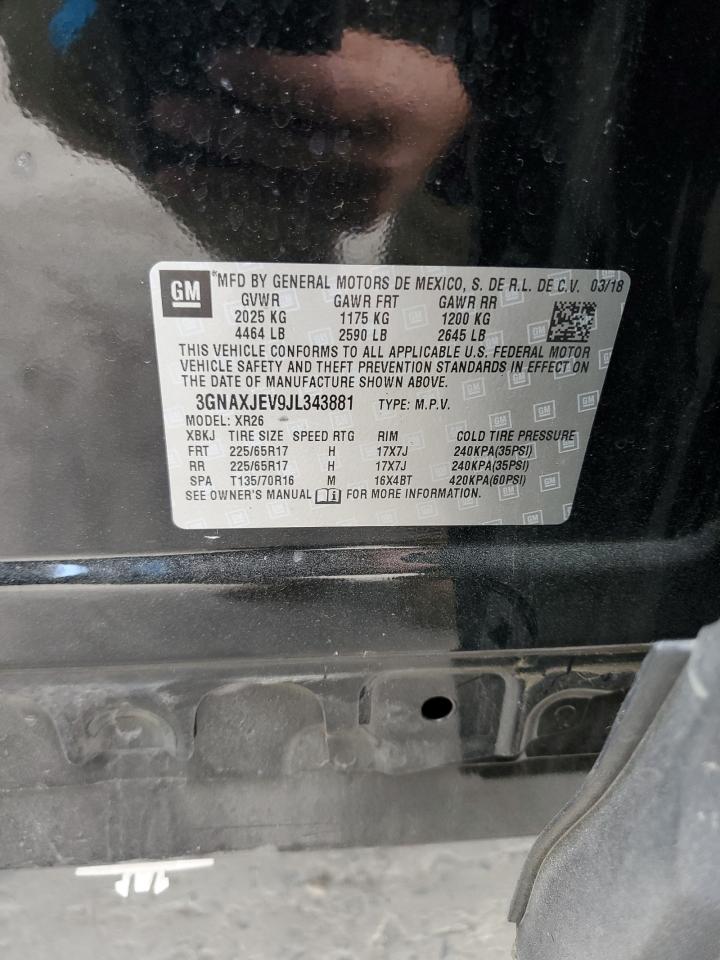 GM MFD BY GENERAL MOTORS DE MEXICO, S. DE R.L. DE C.V. 03/18
GVWR GAWR FRT GAWR RR
2025 KG 1175 KG 1200 KG
4464 LB 2590 LB 2645 LB
THIS VEHICLE CONFORMS TO ALL APPLICABLE U.S. FEDERAL MOTOR
VEHICLE SAFETY AND THEFT PREVENTION STANDARDS IN EFFECT ON
THE DATE OF MANUFACTURE SHOWN ABOVE.
3GNAXJEV9JL343881 TYPE: M.P.V.
MODEL: XR26
XBKJ TIRE SIZE SPEED RTG RIM COLD TIRE PRESSURE
FRT 225/65R17 H 17X7J 240KPA(35PSI)
RR 225/65R17 H 17X7J 240KPA(35PSI)
SPA T135/70R16 M 16X4BT 420KPA(60PSI)
SEE OWNER'S MANUAL FOR MORE INFORMATION.